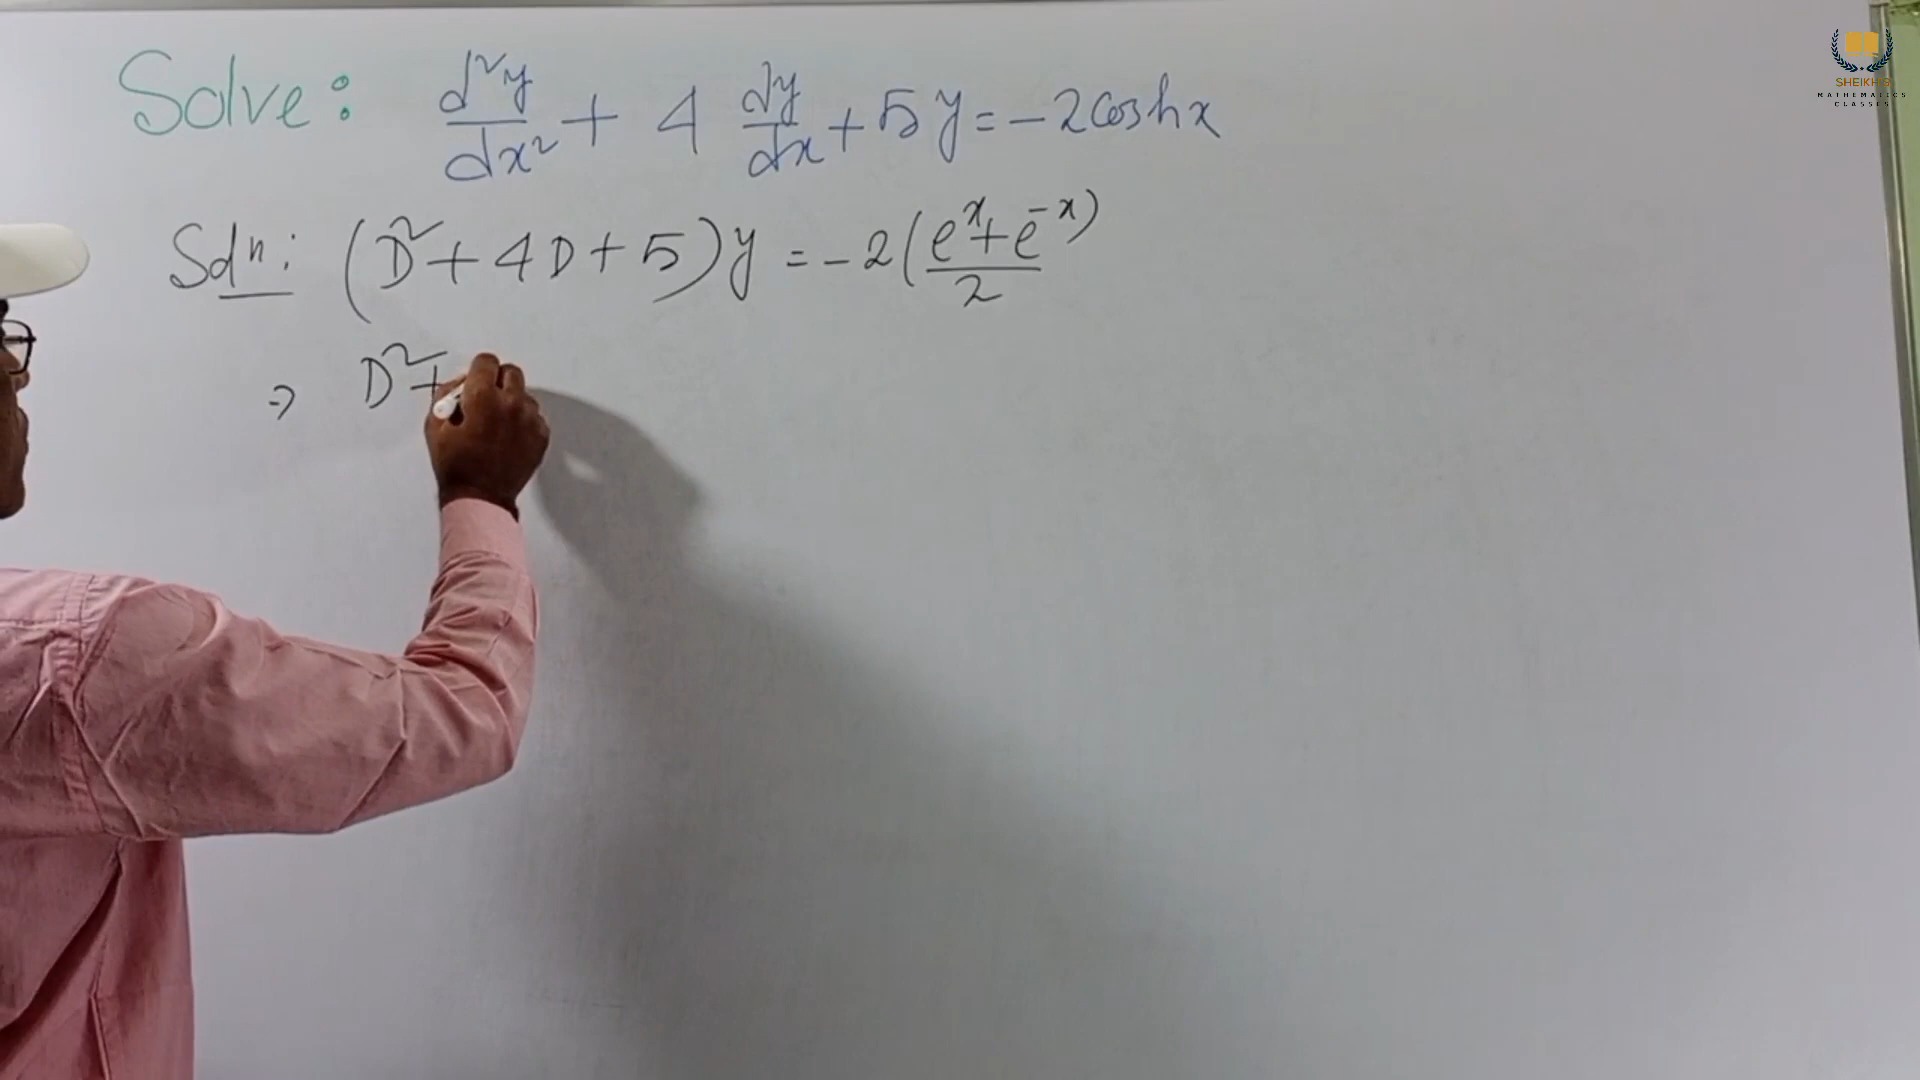 Solve: d²y/dx² + 4 dy/dx + 5y = -2coshx
Soln: (D² + 4D + 5)y = -2(eˣ + e⁻ˣ)/2
⇒ D² +
SHEIKH'S
MATHEMATICS
CLASSES